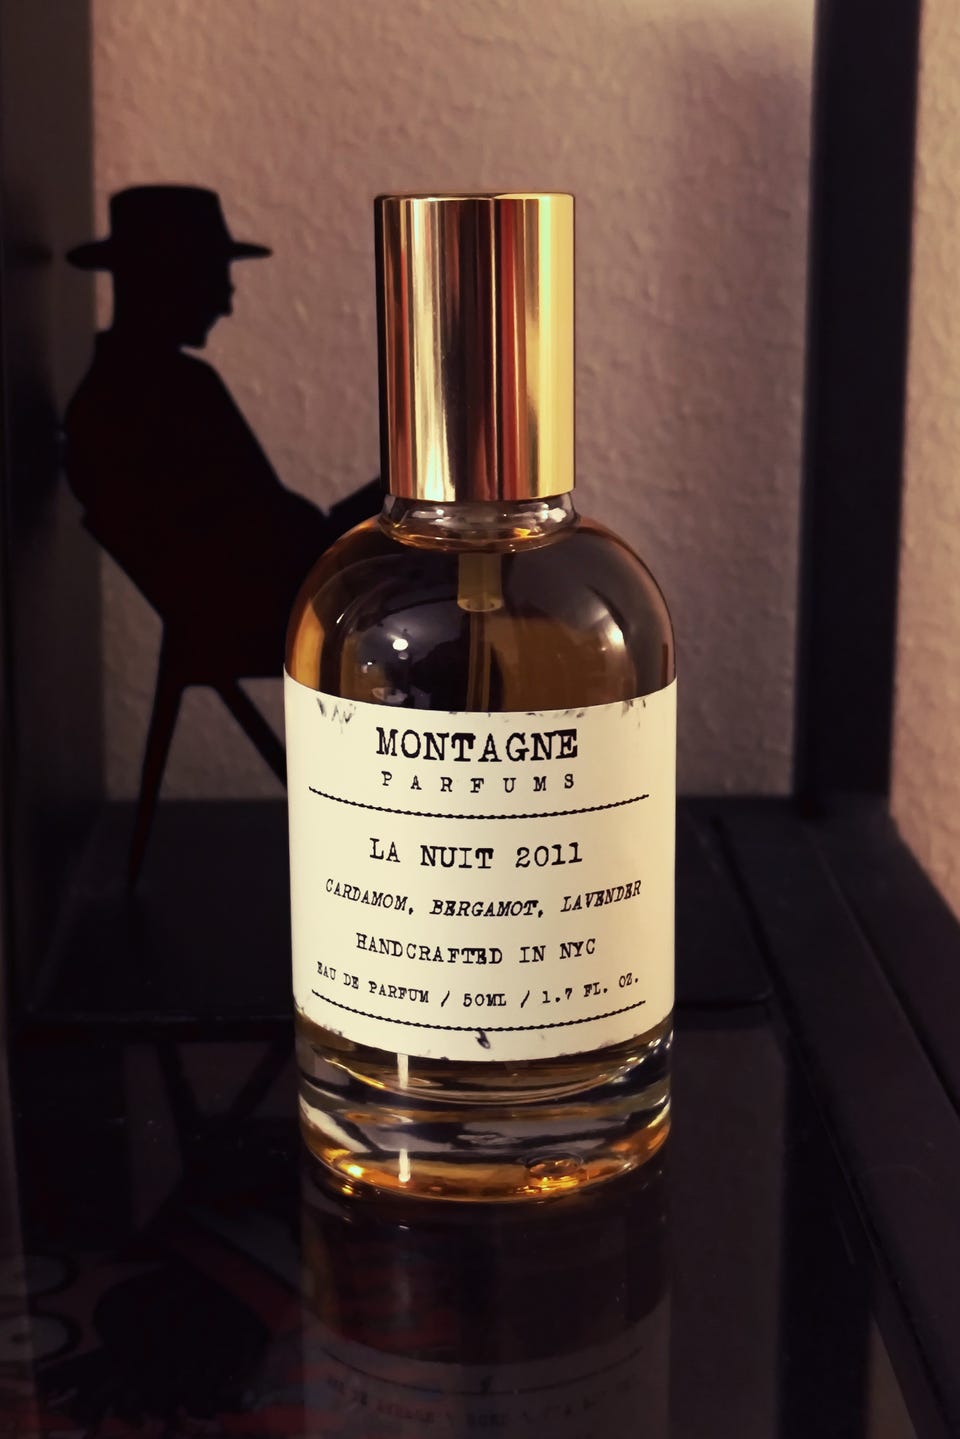 MONTAGNE
PARFUMS
LA NUIT 2011
CARDAMOM, BERGAMOT, LAVENDER
HANDCRAFTED IN NYC
EAU DE PARFUM / 50ML / 1.7 FL. OZ.